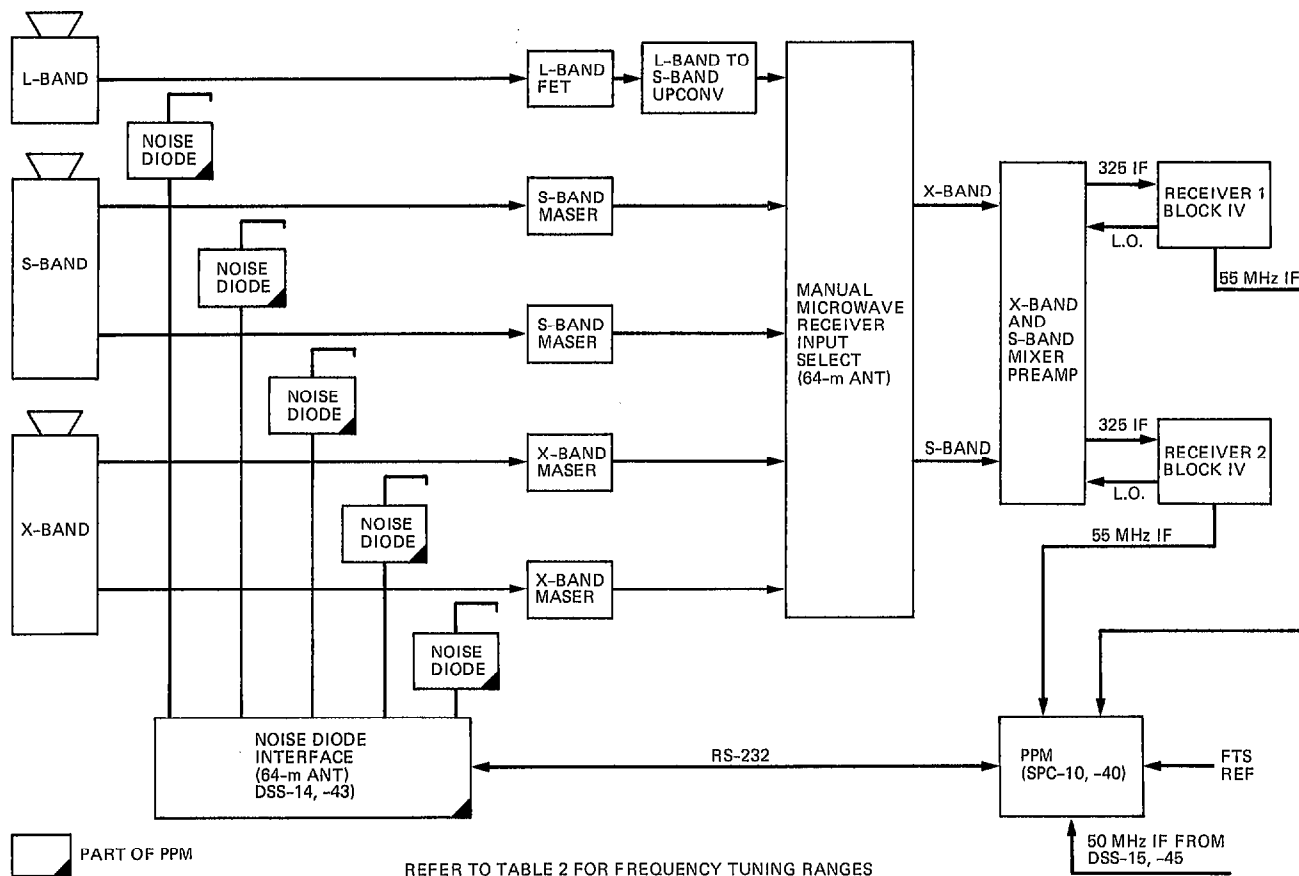 L-BAND
L-BAND
FET
L-BAND TO
S-BAND
UPCONV
NOISE
DIODE
S-BAND
S-BAND
MASER
NOISE
DIODE
S-BAND
MASER
NOISE
DIODE
X-BAND
X-BAND
MASER
NOISE
DIODE
X-BAND
MASER
NOISE
DIODE
MANUAL
MICROWAVE
RECEIVER
INPUT
SELECT
(64-m ANT)
X-BAND
S-BAND
X-BAND
AND
S-BAND
MIXER
PREAMP
325 IF
L.O.
RECEIVER 1
BLOCK IV
55 MHz IF
325 IF
L.O.
RECEIVER 2
BLOCK IV
55 MHz IF
NOISE DIODE
INTERFACE
(64-m ANT)
DSS-14, -43)
RS-232
PPM
(SPC-10, -40)
FTS
REF
50 MHz IF FROM
DSS-15, -45
PART OF PPM
REFER TO TABLE 2 FOR FREQUENCY TUNING RANGES